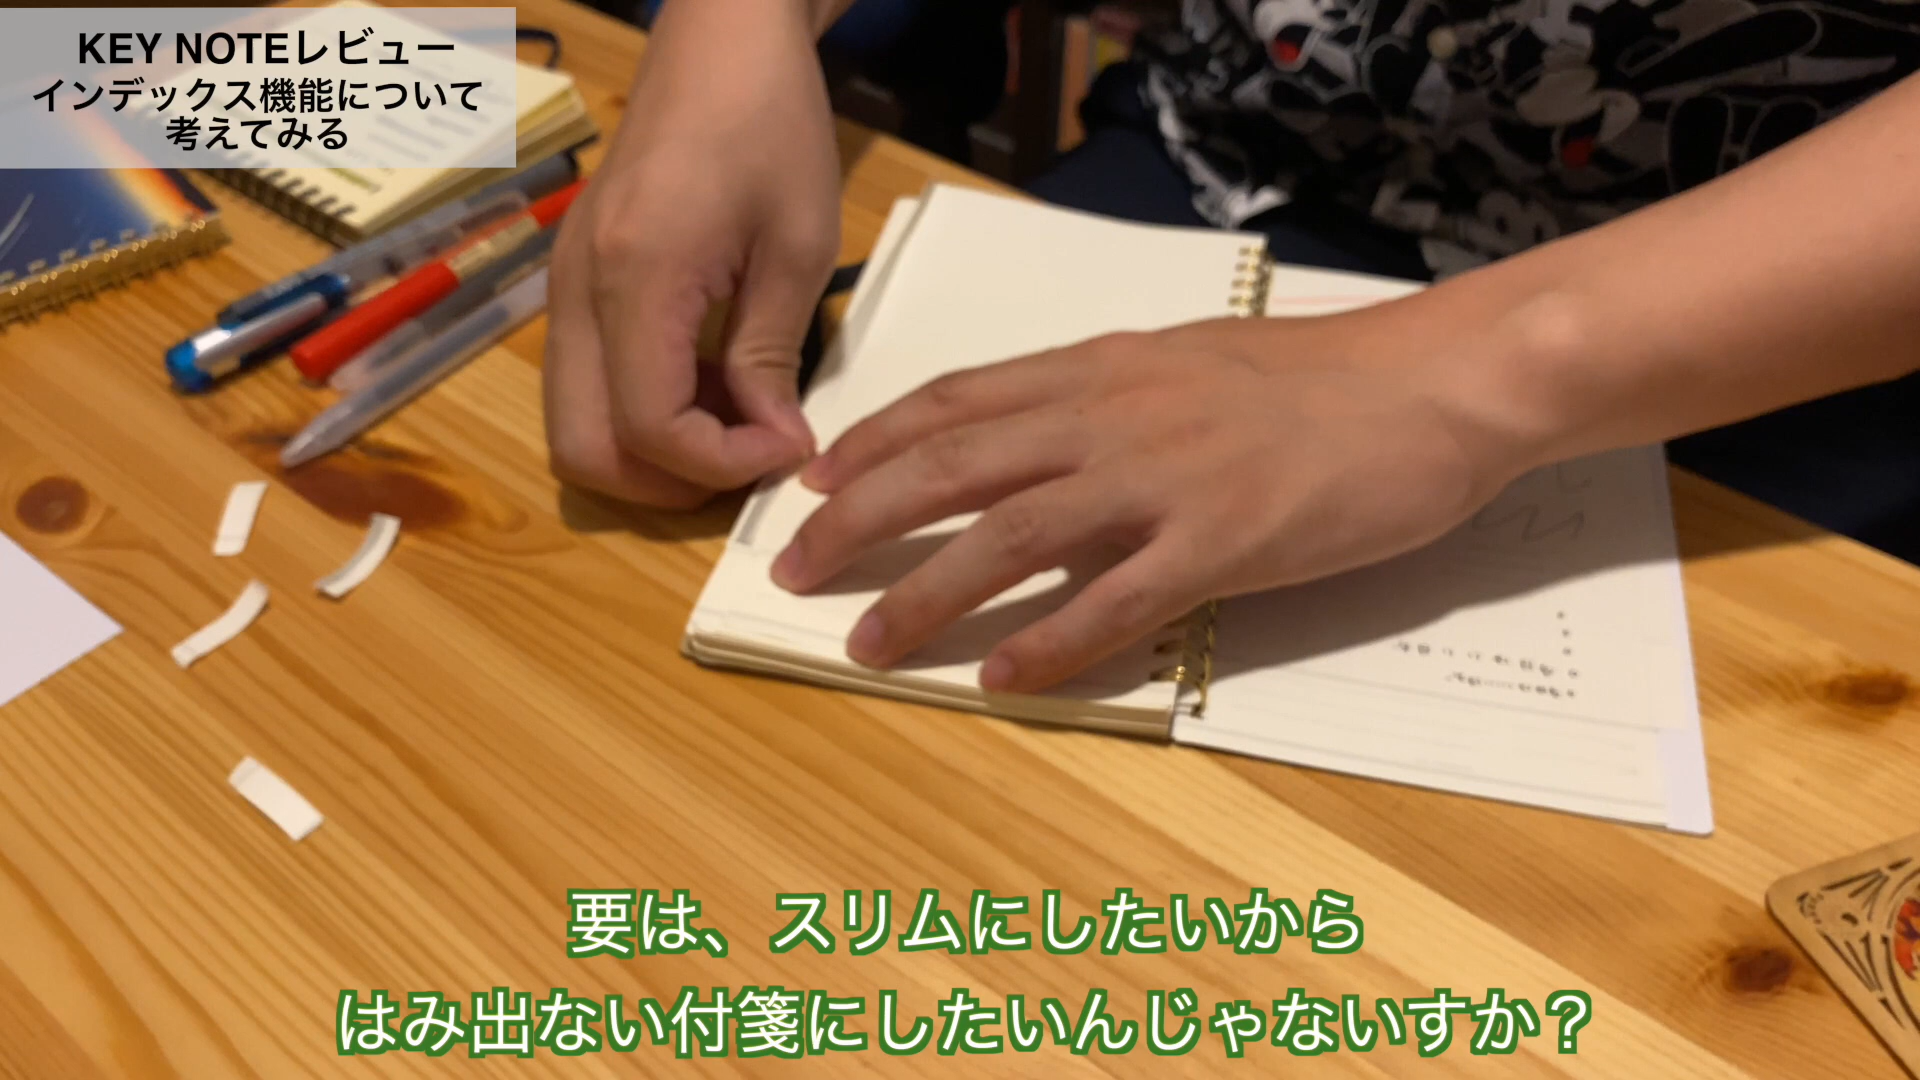 KEY NOTEレビュー
インデックス機能について
考えてみる
要は、スリムにしたいから
はみ出ない付箋にしたいんじゃないすか？